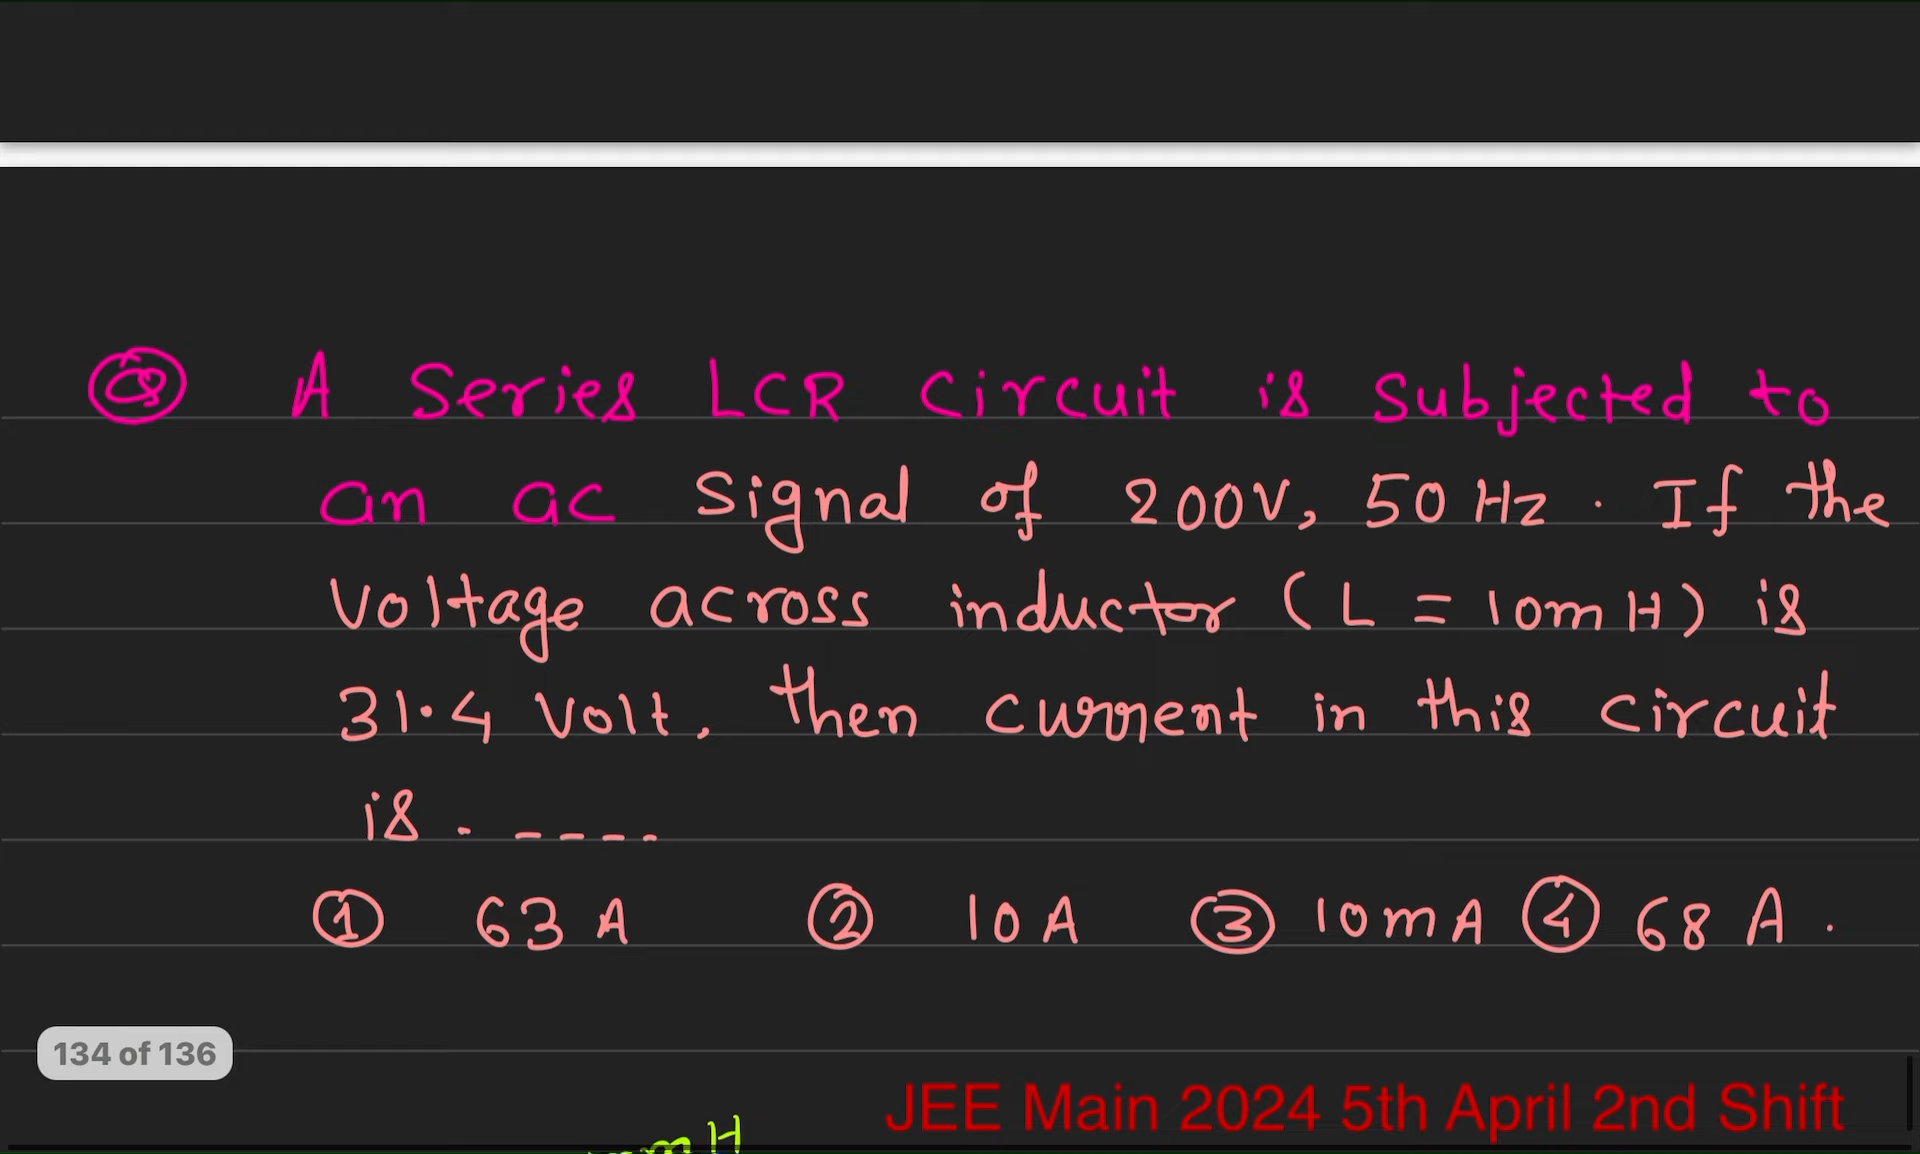 Q A Series LCR Circuit is Subjected to
an ac Signal of 200V, 50 Hz. If the
Voltage across inductor (L = 10mH) is
31.4 Volt, then current in this circuit
is . ----
① 63 A ② 10A ③ 10mA ④ 68 A.
134 of 136
JEE Main 2024 5th April 2nd Shift
mH